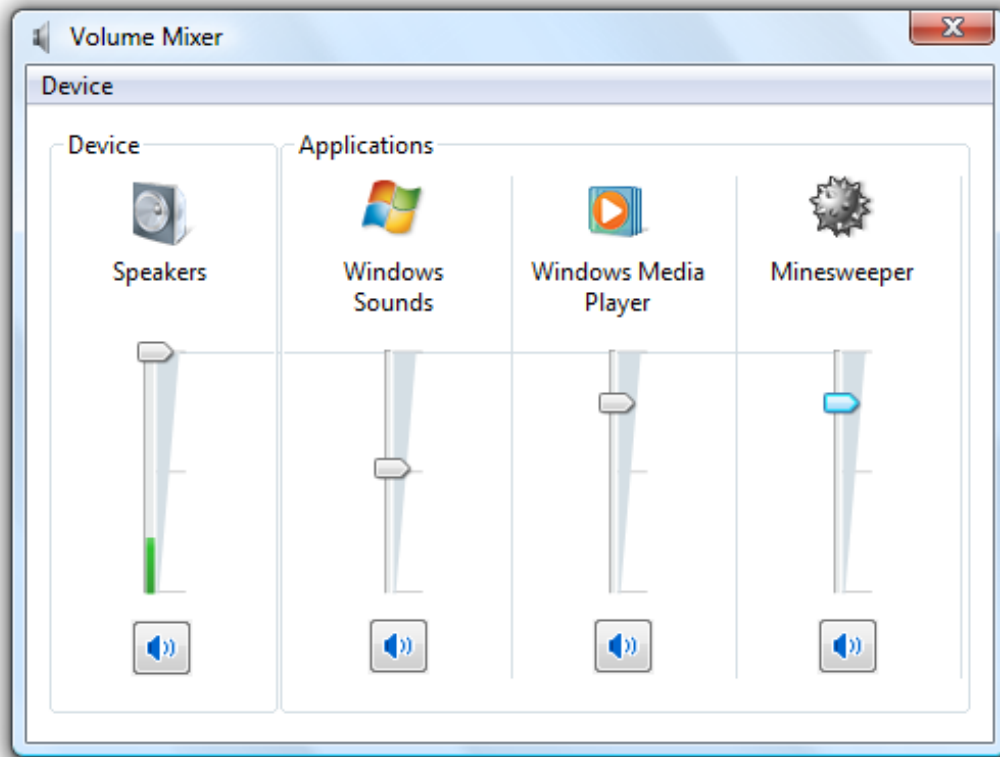 Volume Mixer
Device
Device
Applications
Speakers
Windows
Sounds
Windows Media
Player
Minesweeper